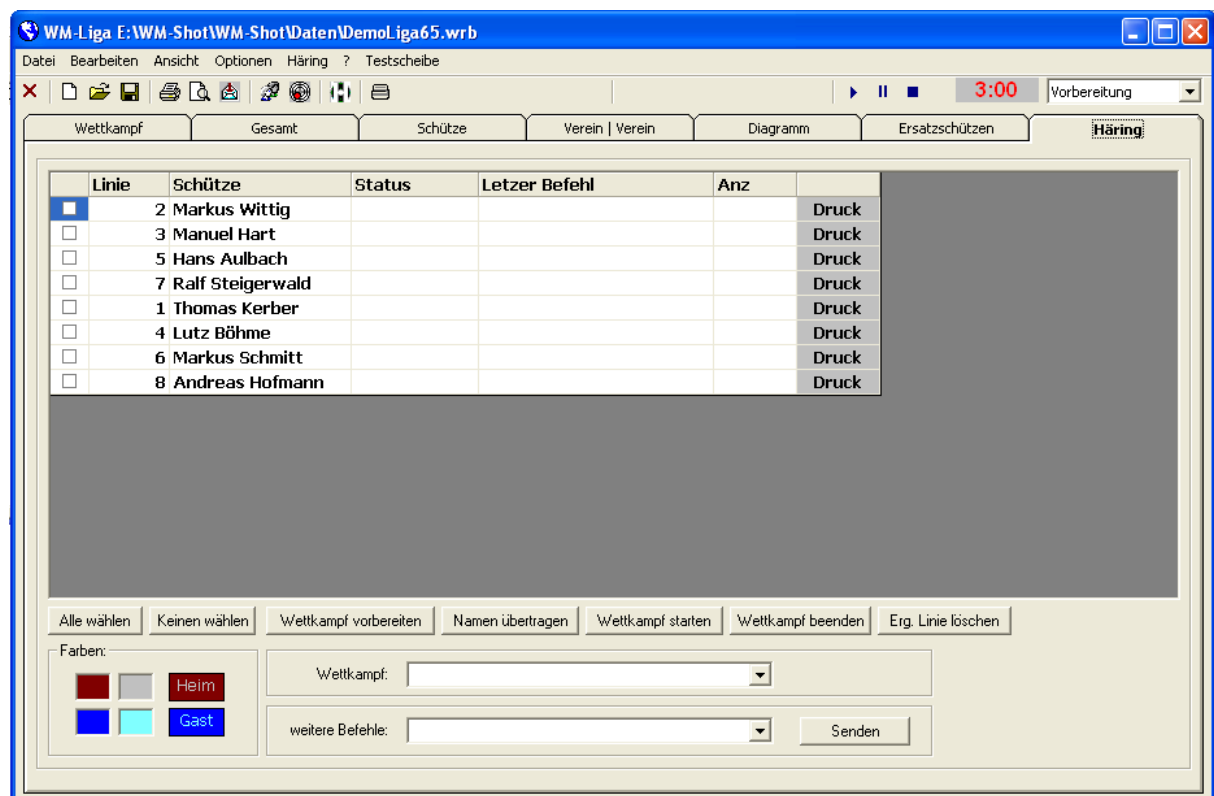 WM-Liga E:\WM-Shot\WM-Shot\Daten\DemoLiga65.wrb
Datei Bearbeiten Ansicht Optionen Häring ? Testscheibe
3:00 Vorbereitung
Wettkampf Gesamt Schütze Verein | Verein Diagramm Ersatzschützen Häring
Linie Schütze Status Letzer Befehl Anz
2 Markus Wittig Druck
3 Manuel Hart Druck
5 Hans Aulbach Druck
7 Ralf Steigerwald Druck
1 Thomas Kerber Druck
4 Lutz Böhme Druck
6 Markus Schmitt Druck
8 Andreas Hofmann Druck
Alle wählen Keinen wählen Wettkampf vorbereiten Namen übertragen Wettkampf starten Wettkampf beenden Erg. Linie löschen
Farben:
Heim
Gast
Wettkampf:
weitere Befehle: Senden